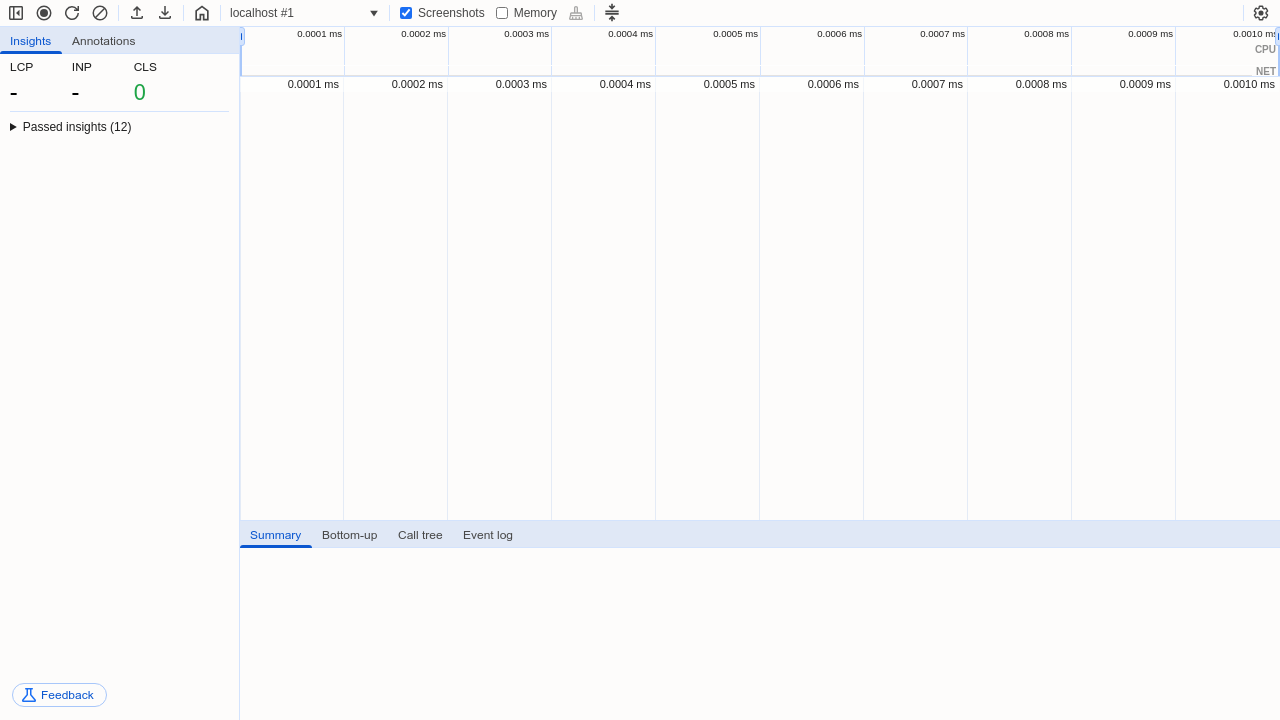 localhost #1
Screenshots
Memory
Insights
Annotations
LCP
INP
CLS
-
-
0
Passed insights (12)
Feedback
0.0001 ms
0.0002 ms
0.0003 ms
0.0004 ms
0.0005 ms
0.0006 ms
0.0007 ms
0.0008 ms
0.0009 ms
0.0010 ms
CPU
NET
0.0001 ms
0.0002 ms
0.0003 ms
0.0004 ms
0.0005 ms
0.0006 ms
0.0007 ms
0.0008 ms
0.0009 ms
0.0010 ms
Summary
Bottom-up
Call tree
Event log